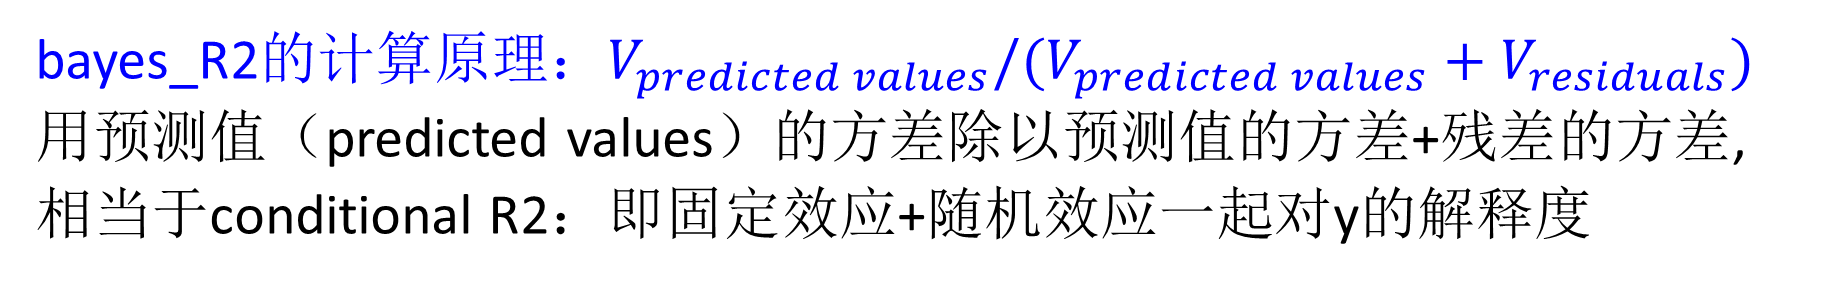 bayes_R2的计算原理：V_predicted values/(V_predicted values + V_residuals)
用预测值（predicted values）的方差除以预测值的方差+残差的方差,
相当于conditional R2：即固定效应+随机效应一起对y的解释度